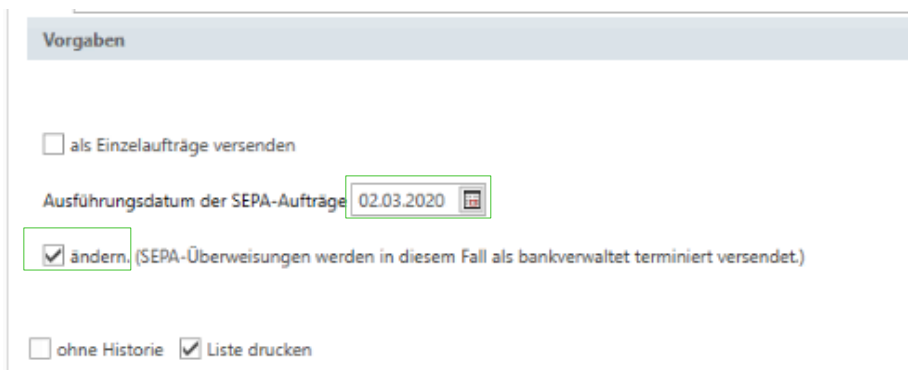 Vorgaben
als Einzelaufträge versenden
Ausführungsdatum der SEPA-Aufträge 02.03.2020
ändern. (SEPA-Überweisungen werden in diesem Fall als bankverwaltet terminiert versendet.)
ohne Historie Liste drucken